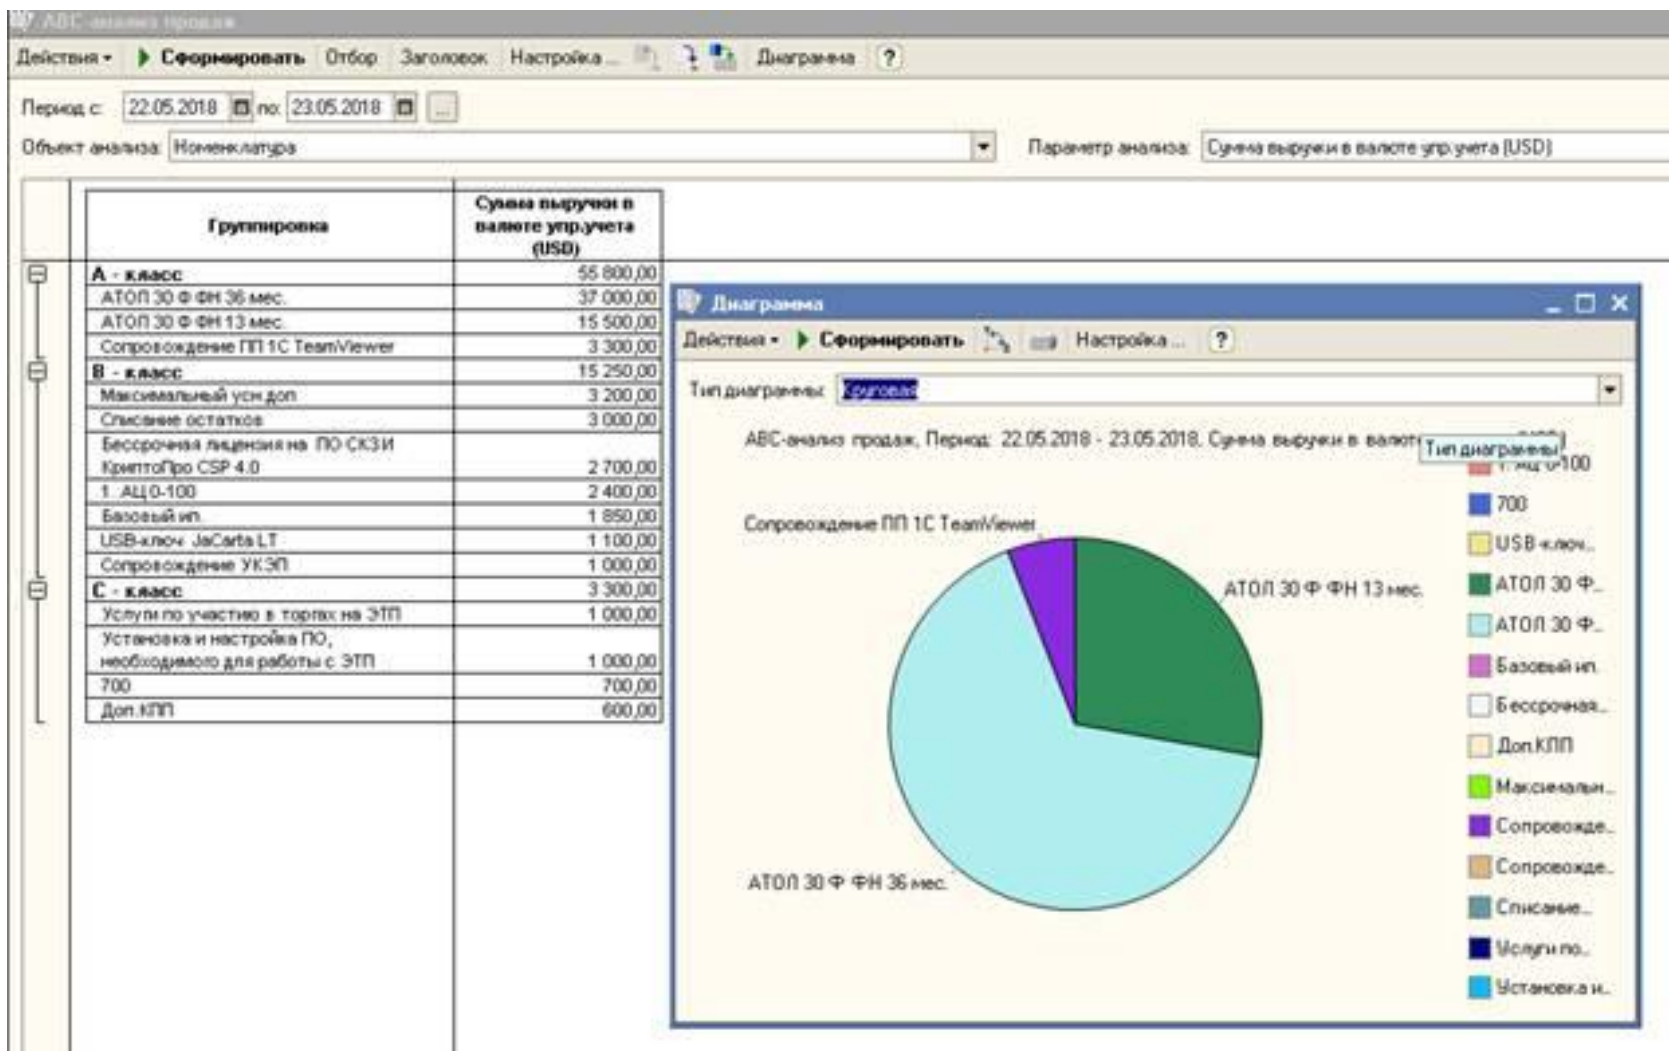 ABC-анализ продаж
Действия Сформировать Отбор Заголовок Настройка ... Диаграмма ?
Период с: 22.05.2018 по: 23.05.2018 ...
Объект анализа: Номенклатура Параметр анализа: Сумма выручки в валюте упр.учета (USD)
Группировка
Сумма выручки в
валюте упр.учета
(USD)
A - класс 55 800,00
АТОЛ 30 Ф ФН 36 мес. 37 000,00
АТОЛ 30 Ф ФН 13 мес. 15 500,00
Сопровождение ПП 1С TeamViewer 3 300,00
B - класс 15 250,00
Максимальный усн доп 3 200,00
Списание остатков 3 000,00
Бессрочная лицензия на ПО СКЗИ
КриптоПро CSP 4.0 2 700,00
1. АЦ 0-100 2 400,00
Базовый ип. 1 850,00
USB-ключ JaCarta LT 1 100,00
Сопровождение УКЭП 1 000,00
C - класс 3 300,00
Услуги по участию в торгах на ЭТП 1 000,00
Установка и настройка ПО,
необходимого для работы с ЭТП 1 000,00
700 700,00
Доп.КПП 600,00
Диаграмма
Действия Сформировать Настройка ... ?
Тип диаграммы: Круговая
ABC-анализ продаж, Период: 22.05.2018 - 23.05.2018, Сумма выручки в валюте
Тип диаграммы
Сопровождение ПП 1С TeamViewer
АТОЛ 30 Ф ФН 13 мес.
АТОЛ 30 Ф ФН 36 мес.
1. АЦ 0-100
700
USB-ключ...
АТОЛ 30 Ф...
АТОЛ 30 Ф...
Базовый ип.
Бессрочная...
Доп.КПП
Максимальн...
Сопровожде...
Сопровожде...
Списание...
Услуги по...
Установка и...